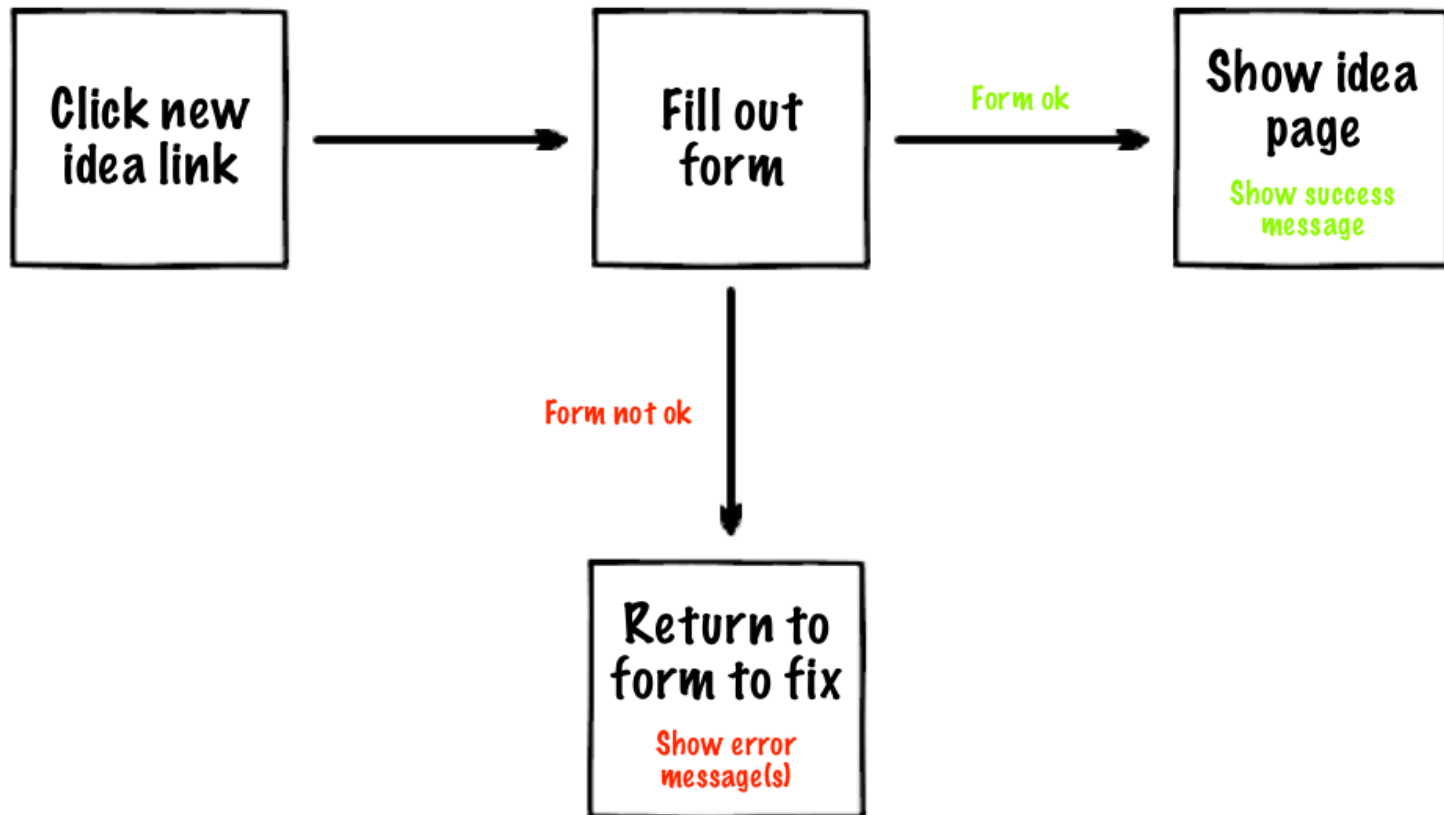 Click new
idea link
Fill out
form
Form ok
Show idea
page
Show success
message
Form not ok
Return to
form to fix
Show error
message(s)